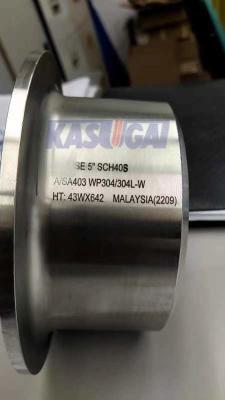 KASUGAI
SE 5" SCH40S
A/SA403 WP304/304L-W
HT: 43WX642 MALAYSIA(2209)